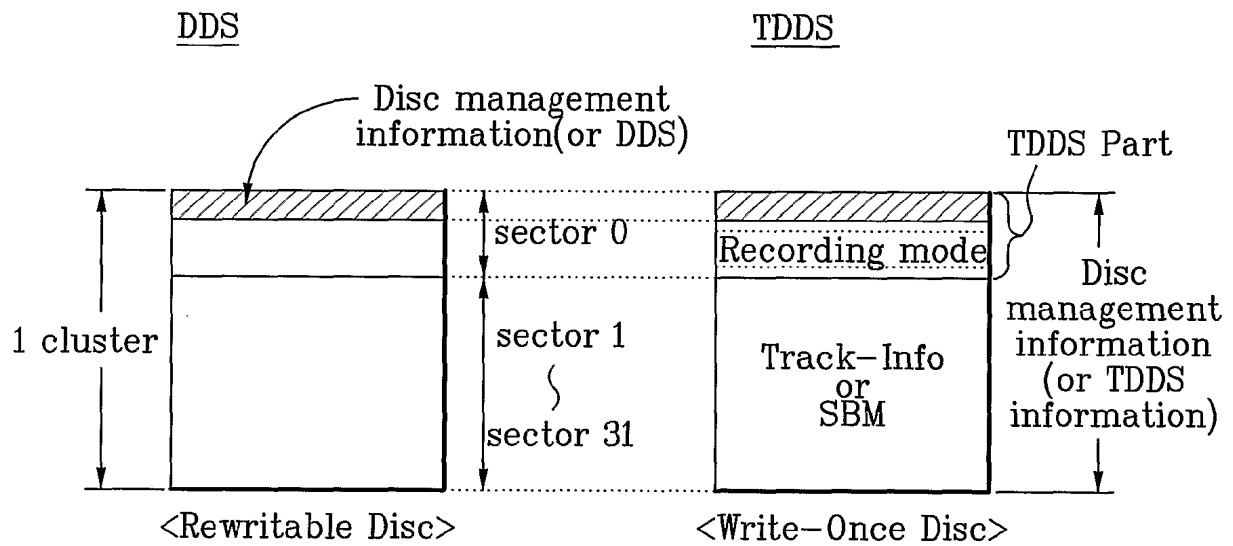 DDS
TDDS
Disc management
information(or DDS)
TDDS Part
sector 0
Recording mode
1 cluster
sector 1
sector 31
Track-Info
or
SBM
Disc
management
information
(or TDDS
information)
<Rewritable Disc>
<Write-Once Disc>